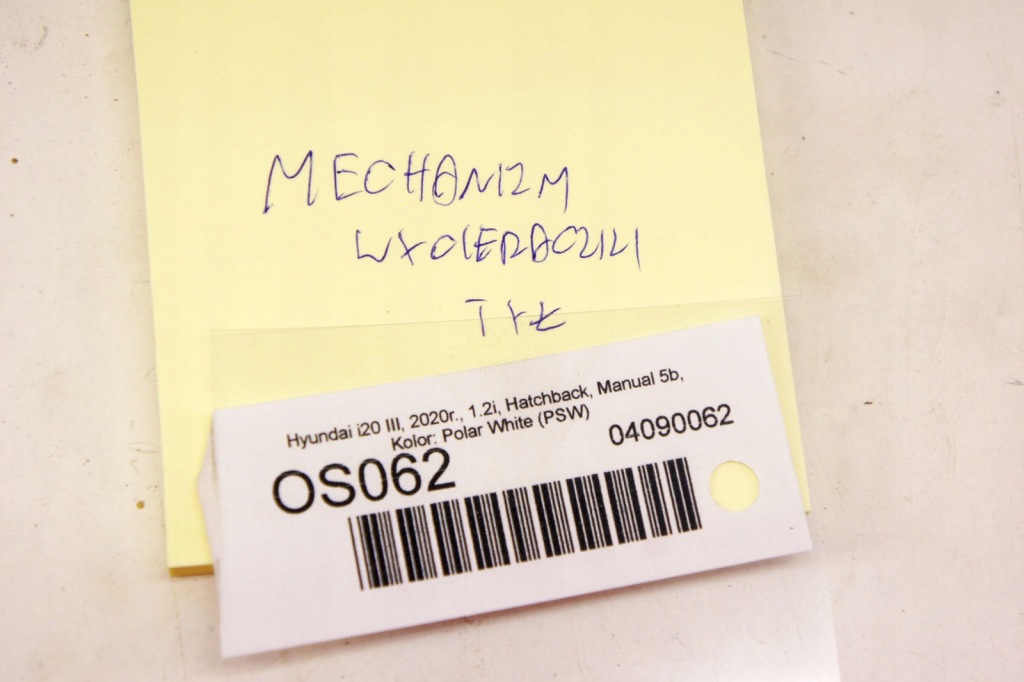 MECHANIZM
WYCIERACZKI
TYŁ
Hyundai i20 III, 2020r., 1.2i, Hatchback, Manual 5b,
Kolor: Polar White (PSW)
OS062
04090062